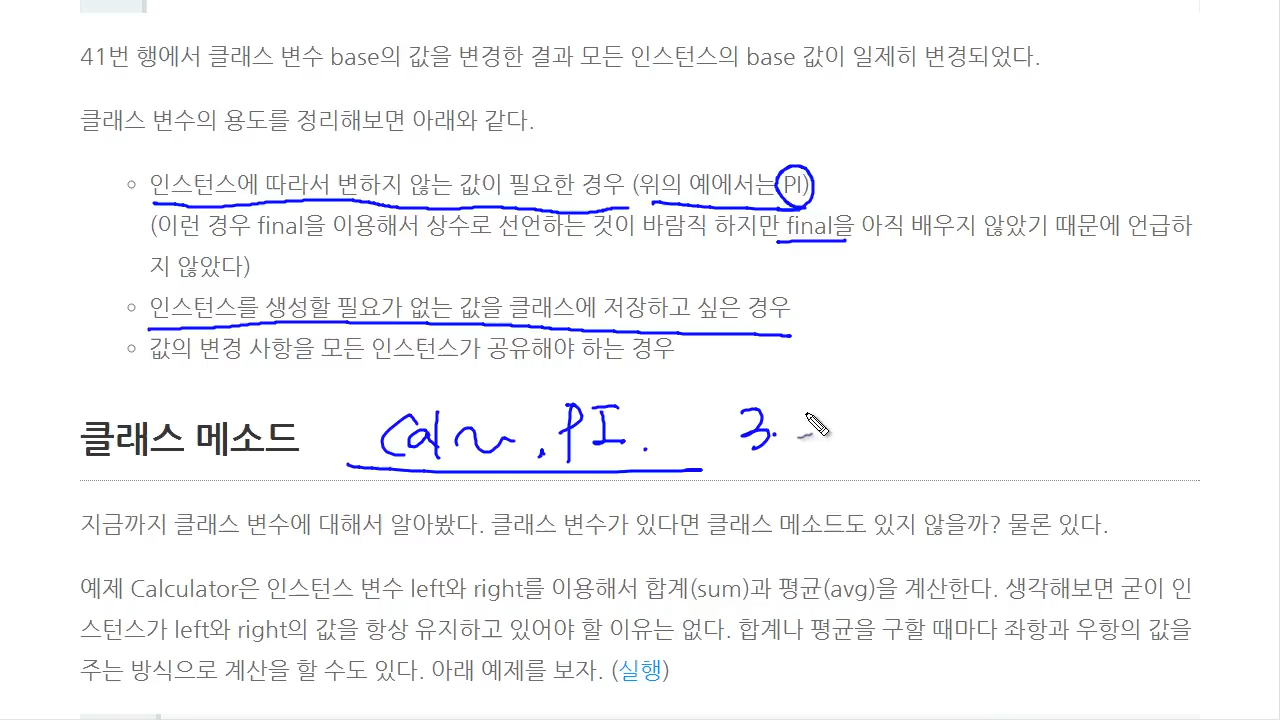 41번 행에서 클래스 변수 base의 값을 변경한 결과 모든 인스턴스의 base 값이 일제히 변경되었다.
클래스 변수의 용도를 정리해보면 아래와 같다.
◦ 인스턴스에 따라서 변하지 않는 값이 필요한 경우 (위의 예에서는 PI)
(이런 경우 final을 이용해서 상수로 선언하는 것이 바람직 하지만 final을 아직 배우지 않았기 때문에 언급하
지 않았다)
◦ 인스턴스를 생성할 필요가 없는 값을 클래스에 저장하고 싶은 경우
◦ 값의 변경 사항을 모든 인스턴스가 공유해야 하는 경우
클래스 메소드 .PI. 3.
지금까지 클래스 변수에 대해서 알아봤다. 클래스 변수가 있다면 클래스 메소드도 있지 않을까? 물론 있다.
예제 Calculator은 인스턴스 변수 left와 right를 이용해서 합계(sum)과 평균(avg)을 계산한다. 생각해보면 굳이 인
스턴스가 left와 right의 값을 항상 유지하고 있어야 할 이유는 없다. 합계나 평균을 구할 때마다 좌항과 우항의 값을
주는 방식으로 계산을 할 수도 있다. 아래 예제를 보자. (실행)